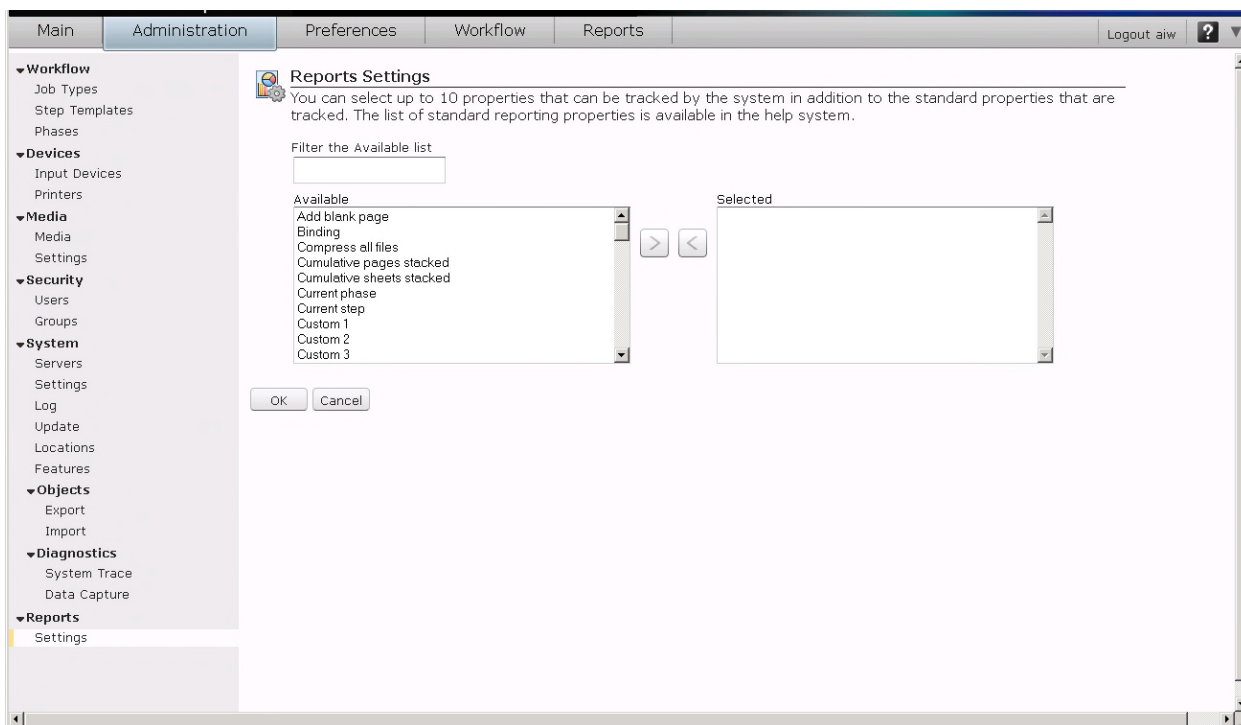 Main
Administration
Preferences
Workflow
Reports
Logout aiw
?
Workflow
Job Types
Step Templates
Phases
Devices
Input Devices
Printers
Media
Media
Settings
Security
Users
Groups
System
Servers
Settings
Log
Update
Locations
Features
Objects
Export
Import
Diagnostics
System Trace
Data Capture
Reports
Settings
Reports Settings
You can select up to 10 properties that can be tracked by the system in addition to the standard properties that are
tracked. The list of standard reporting properties is available in the help system.
Filter the Available list
Available
Add blank page
Binding
Compress all files
Cumulative pages stacked
Cumulative sheets stacked
Current phase
Current step
Custom 1
Custom 2
Custom 3
>
<
Selected
OK
Cancel